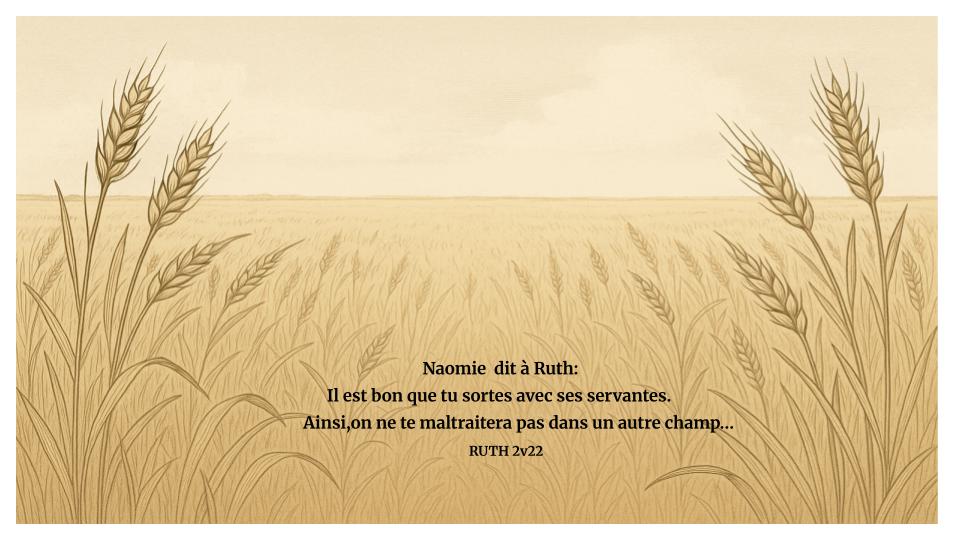 Naomie  dit à Ruth:
Il est bon que tu sortes avec ses servantes.
Ainsi,on ne te maltraitera pas dans un autre champ...
RUTH 2v22